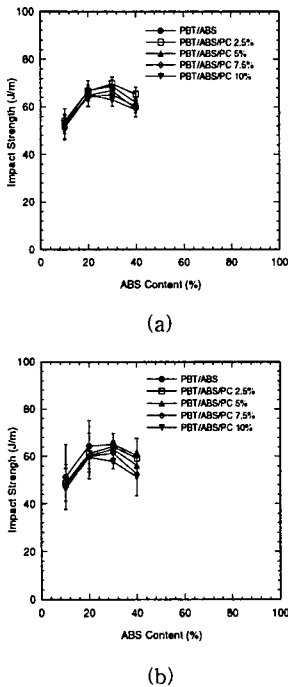 100
80
60
40
20
0
Impact Strength (J/m)
PBT/ABS
PBT/ABS/PC 2.5%
PBT/ABS/PC 5%
PBT/ABS/PC 7.5%
PBT/ABS/PC 10%
0 20 40 60 80 100
ABS Content (%)
(a)
100
80
60
40
20
0
Impact Strengh (J/m)
PBT/ABS
PBT/ABS/PC 2.5%
PBT/ABS/PC 5%
PBT/ABS/PC 7.5%
PBT/ABS/PC 10%
0 20 40 60 80 100
ABS Content (%)
(b)